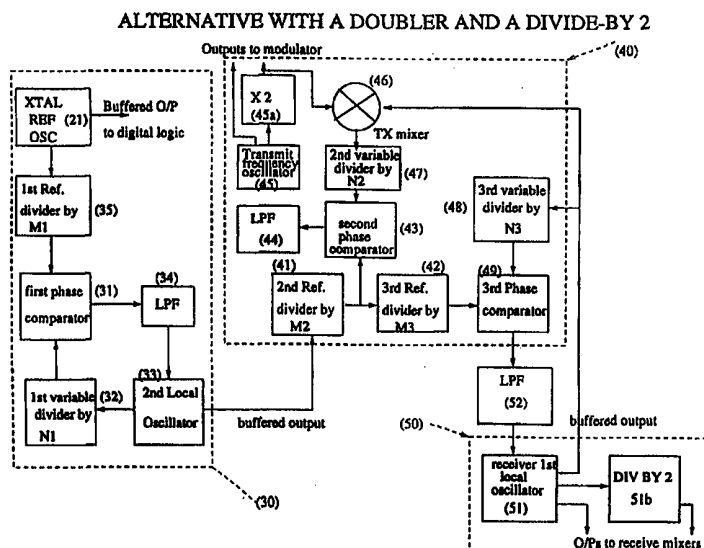 ALTERNATIVE WITH A DOUBLER AND A DIVIDE-BY 2
Outputs to modulator
(40)
XTAL
REF (21)
OSC
Buffered O/P
to digital logic
X 2
(45a)
(46)
TX mixer
Transmit
frequency
oscillator
(45)
2nd variable
divider by
N2
(47)
1st Ref.
divider by
M1
(35)
LPF
(44)
second
phase
comparator
(43)
3rd variable
divider by
N3
(48)
first phase
comparator
(31)
(34)
LPF
(41)
2nd Ref.
divider by
M2
(42)
3rd Ref.
divider by
M3
(49)
3rd Phase
comparator
1st variable
divider by
N1
(32)
(33)
2nd Local
Oscillator
buffered output
LPF
(52)
buffered output
(50)
receiver 1st
local
oscillator
(51)
DIV BY 2
51b
(30)
O/Ps to receive mixers